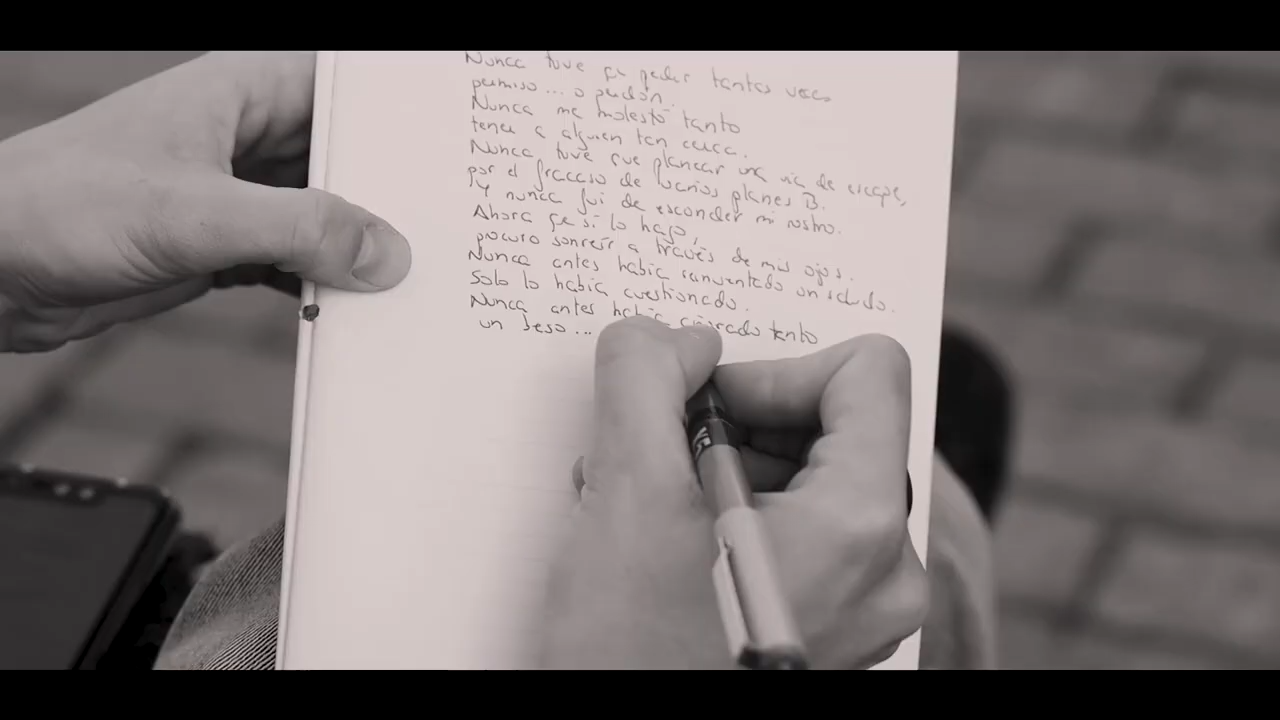 Nunca tuve que pedir tantas veces
permiso... o perdón.
Nunca me molestó tanto
tener a alguien tan cerca.
Nunca tuve que planear una vía de escape,
por el fracaso de varios planes B.
Y nunca fui de esconder mi rostro.
Ahora que sí lo hago,
procuro sonreír a través de mis ojos.
Nunca antes había reinventado un saludo.
Solo lo había cuestionado.
Nunca antes había añorado tanto
un beso...